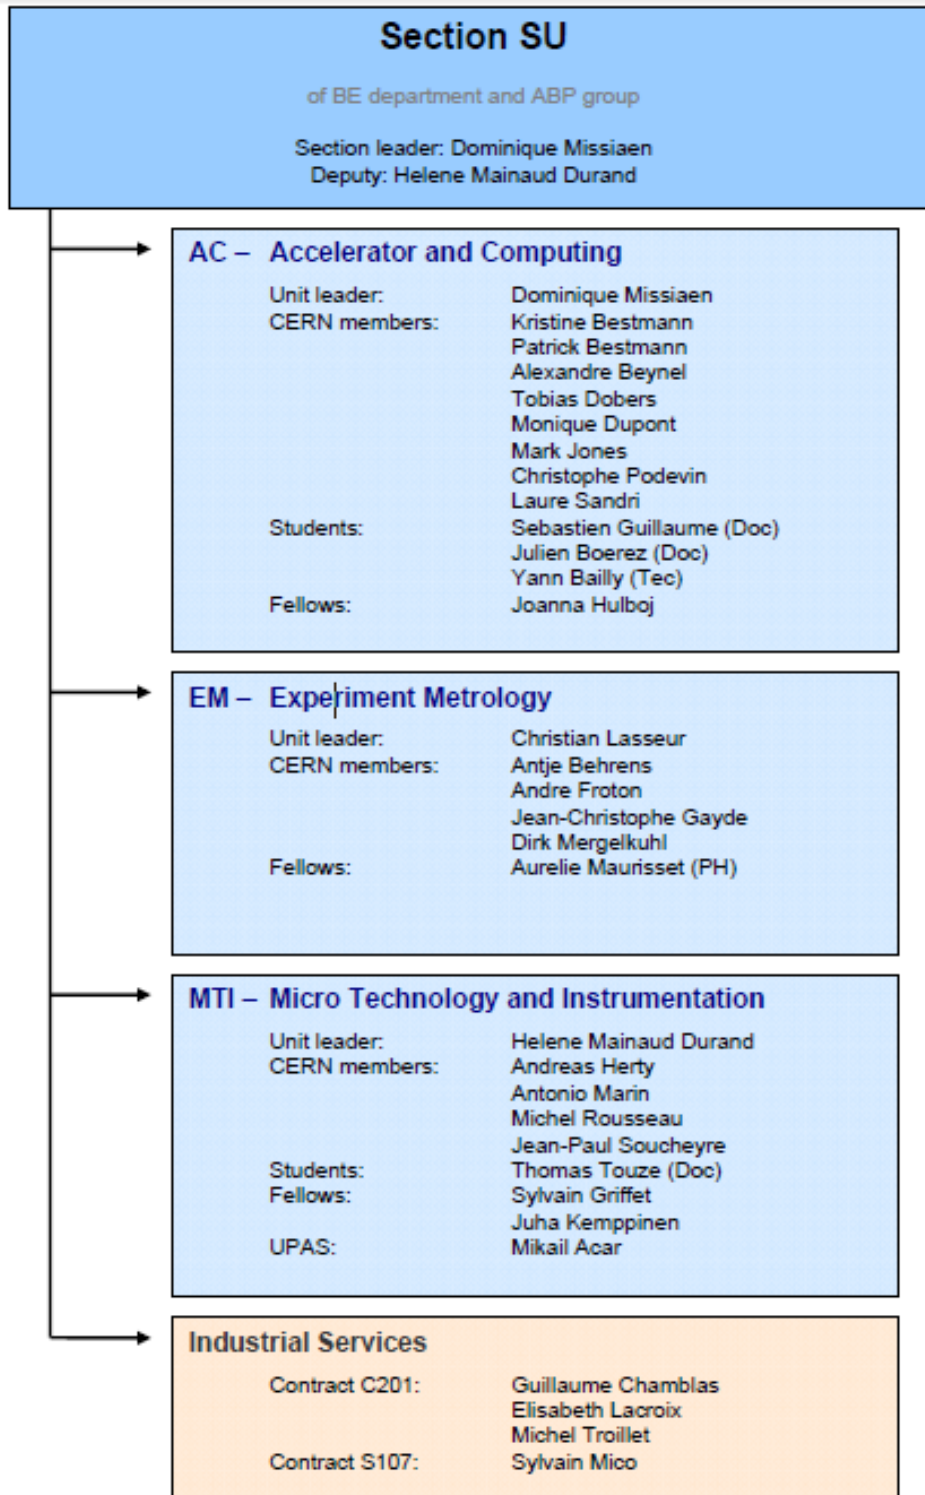 Section SU
of BE department and ABP group
Section leader: Dominique Missiaen
Deputy: Helene Mainaud Durand
AC – Accelerator and Computing
Unit leader: Dominique Missiaen
CERN members: Kristine Bestmann
Patrick Bestmann
Alexandre Beynel
Tobias Dobers
Monique Dupont
Mark Jones
Christophe Podevin
Laure Sandri
Students: Sebastien Guillaume (Doc)
Julien Boerez (Doc)
Yann Bailly (Tec)
Fellows: Joanna Hulboj
EM – Experiment Metrology
Unit leader: Christian Lasseur
CERN members: Antje Behrens
Andre Froton
Jean-Christophe Gayde
Dirk Mergelkuhl
Fellows: Aurelie Maurisset (PH)
MTI – Micro Technology and Instrumentation
Unit leader: Helene Mainaud Durand
CERN members: Andreas Herty
Antonio Marin
Michel Rousseau
Jean-Paul Soucheyre
Students: Thomas Touze (Doc)
Fellows: Sylvain Griffet
Juha Kemppinen
UPAS: Mikail Acar
Industrial Services
Contract C201: Guillaume Chamblas
Elisabeth Lacroix
Michel Troillet
Contract S107: Sylvain Mico